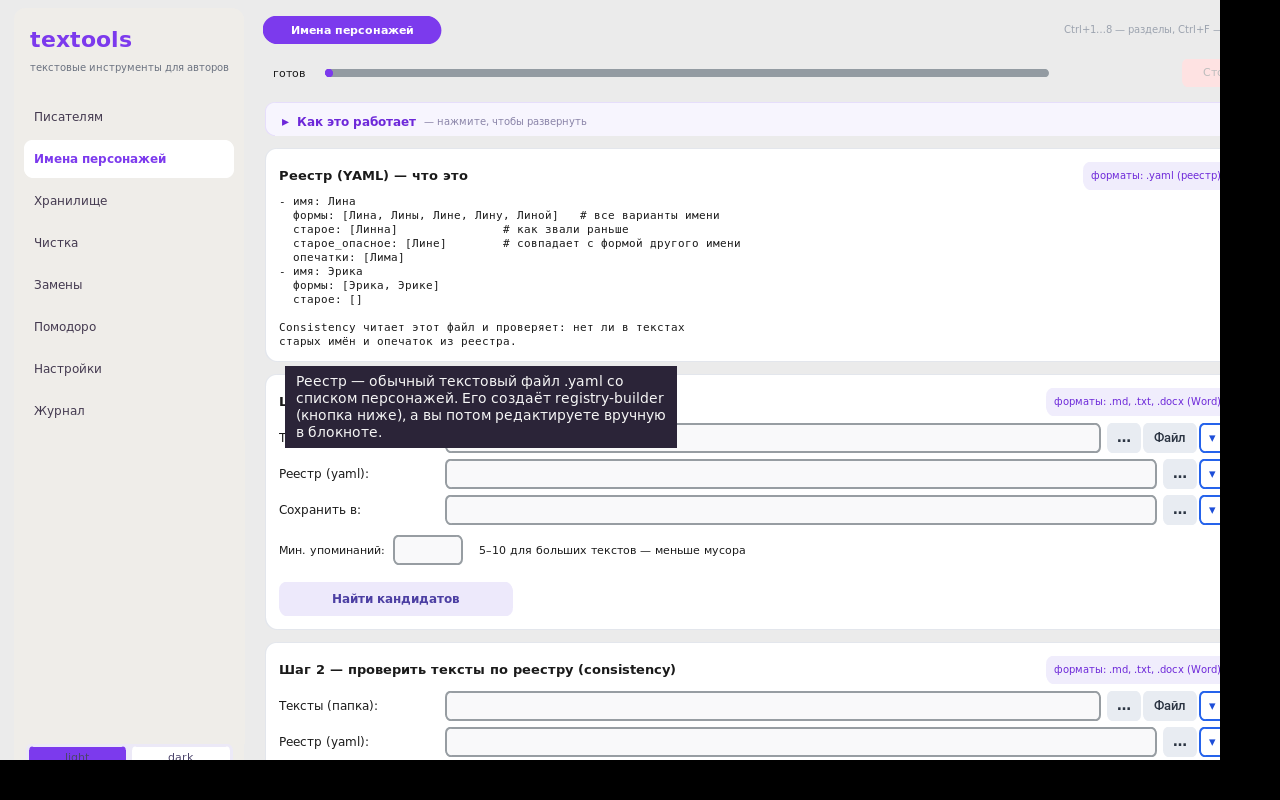 textools
текстовые инструменты для авторов
Писателям
Имена персонажей
Хранилище
Чистка
Замены
Помодоро
Настройки
Журнал
light
dark
Имена персонажей
Ctrl+1...8 — разделы, Ctrl+F —
готов
▸ Как это работает — нажмите, чтобы развернуть
Реестр (YAML) — что это
форматы: .yaml (реестр)
- имя: Лина
  формы: [Лина, Лины, Лине, Лину, Линой]   # все варианты имени
  старое: [Линна]               # как звали раньше
  старое_опасное: [Лине]        # совпадает с формой другого имени
  опечатки: [Лима]
- имя: Эрика
  формы: [Эрика, Эрике]
  старое: []
Consistency читает этот файл и проверяет: нет ли в текстах
старых имён и опечаток из реестра.
Реестр — обычный текстовый файл .yaml со
списком персонажей. Его создаёт registry-builder
(кнопка ниже), а вы потом редактируете вручную
в блокноте.
форматы: .md, .txt, .docx (Word)
... Файл ▾
Реестр (yaml): ... ▾
Сохранить в: ... ▾
Мин. упоминаний: 5–10 для больших текстов — меньше мусора
Найти кандидатов
Шаг 2 — проверить тексты по реестру (consistency)
форматы: .md, .txt, .docx (Word)
Тексты (папка): ... Файл ▾
Реестр (yaml): ... ▾